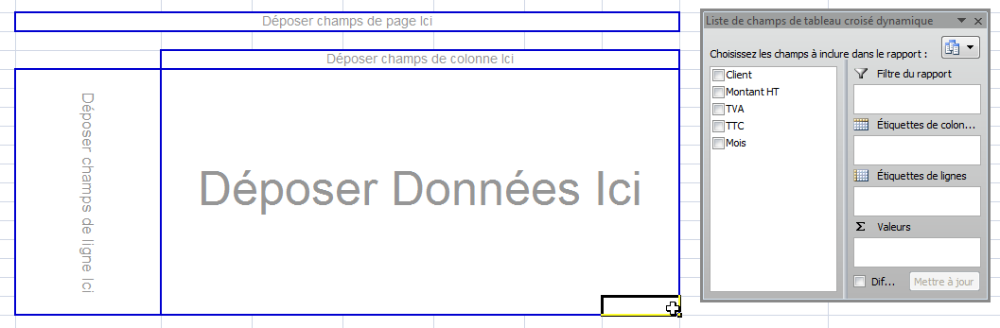 Déposer champs de page Ici
Déposer champs de colonne Ici
Déposer champs de ligne Ici
Déposer Données Ici
Liste de champs de tableau croisé dynamique
Choisissez les champs à inclure dans le rapport :
Client
Montant HT
TVA
TTC
Mois
Filtre du rapport
Étiquettes de colon...
Étiquettes de lignes
Σ Valeurs
Dif...
Mettre à jour